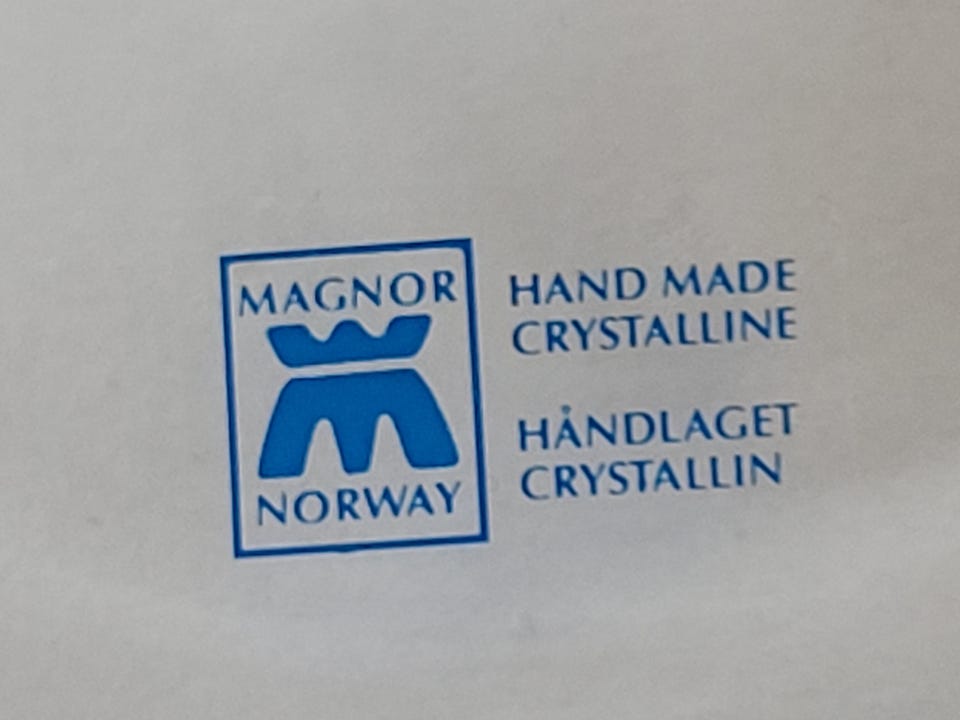 MAGNOR
NORWAY
HAND MADE
CRYSTALLINE
HÅNDLAGET
CRYSTALLIN